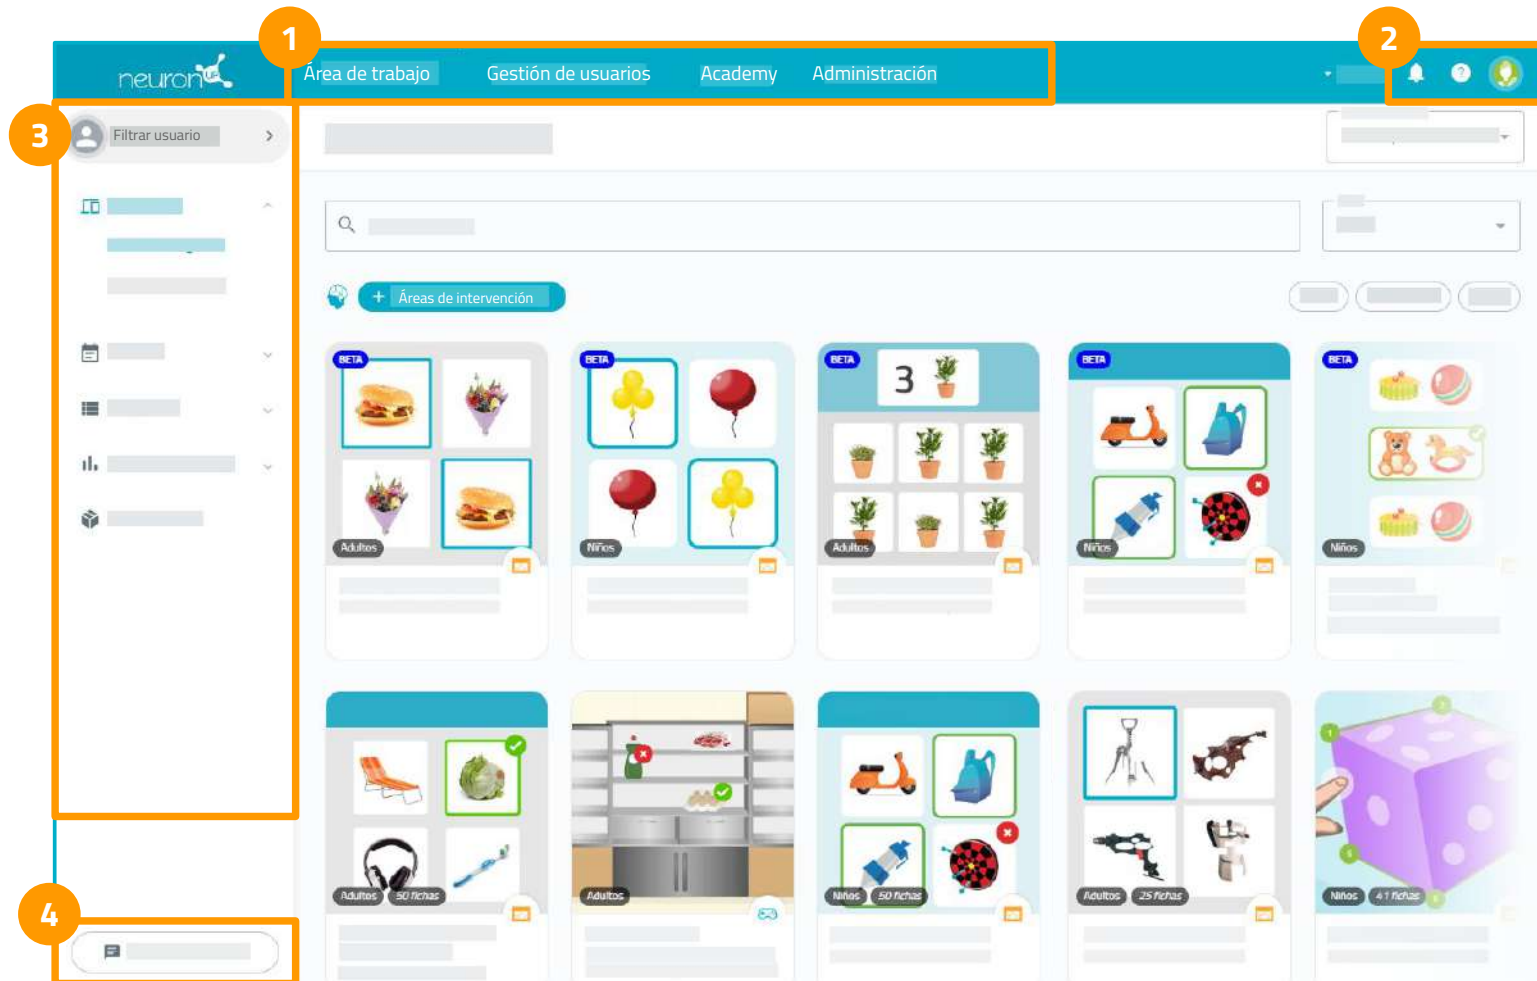 1
2
neuronUP
Área de trabajo Gestión de usuarios Academy Administración
3
Filtrar usuario
+ Áreas de intervención
BETA
BETA
BETA
BETA
BETA
3
Adultos
Niños
Adultos
Niños
Niños
Adultos 50 fichas
Adultos
Niños 50 fichas
Adultos 25 fichas
Niños 41 fichas
4